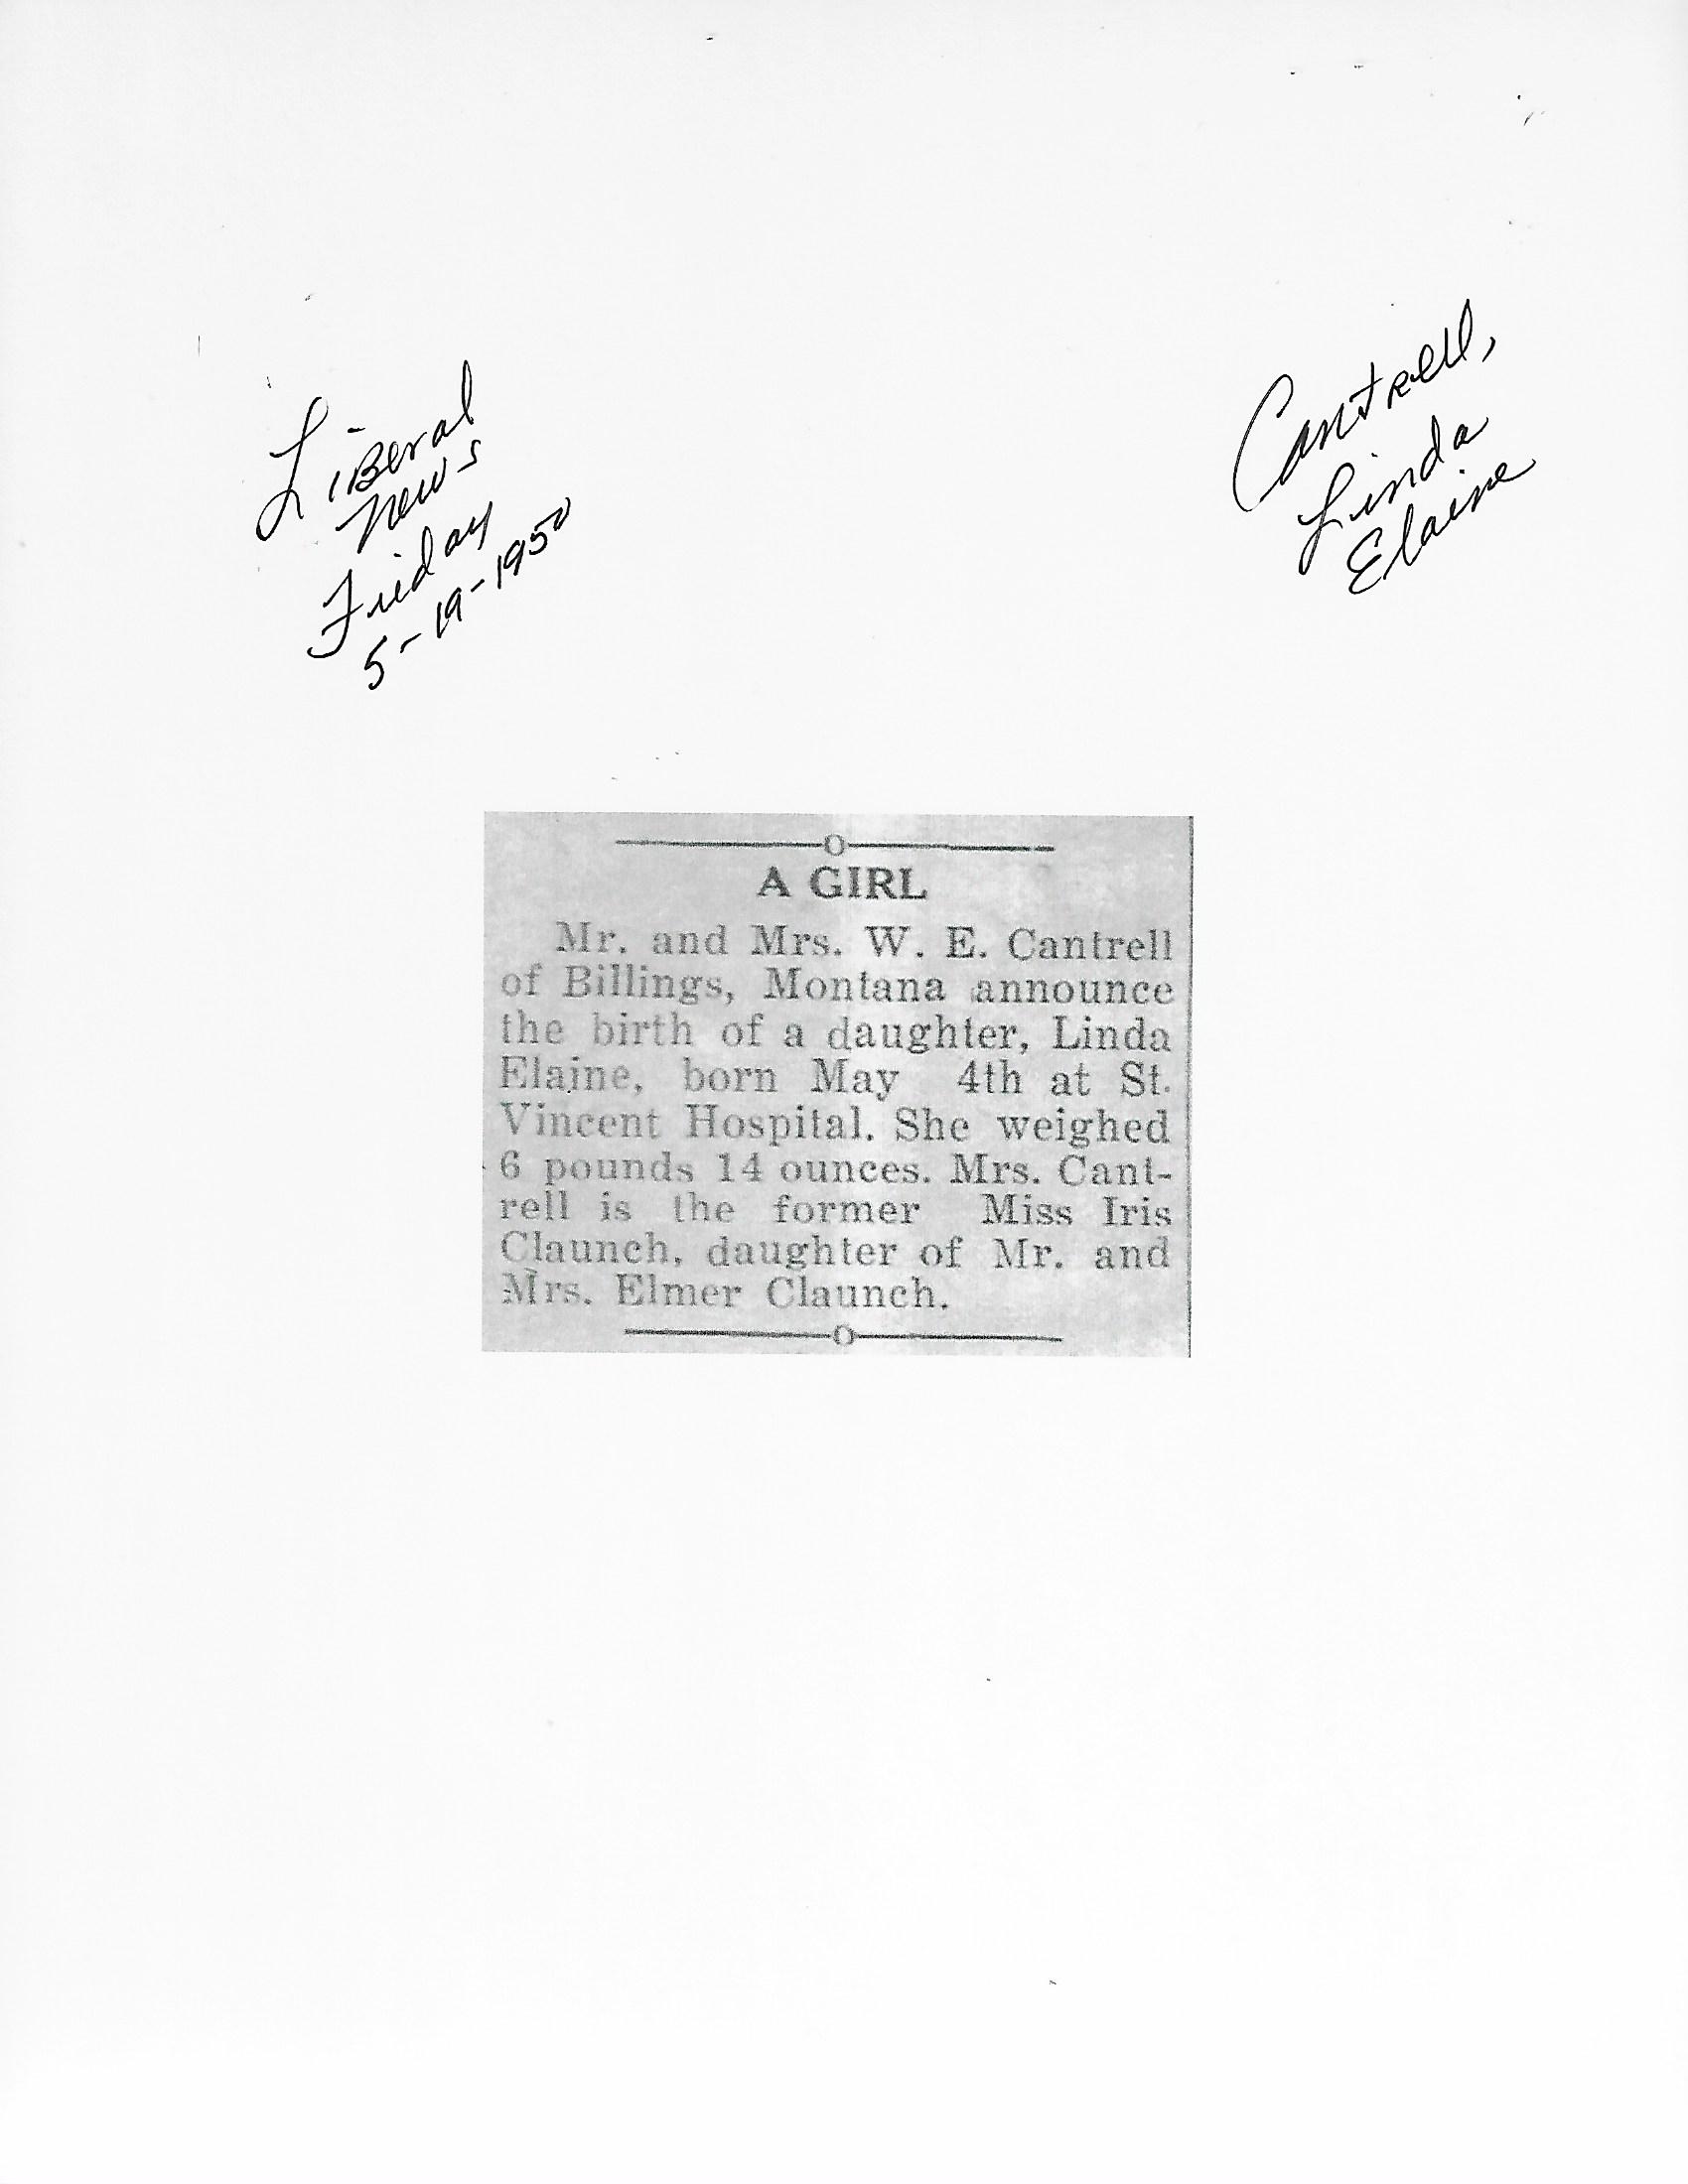 Liberal
News
Friday
5-19-1950
Cantrell,
Linda
Elaine
A GIRL
Mr. and Mrs. W. E. Cantrell
of Billings, Montana announce
the birth of a daughter, Linda
Elaine, born May 4th at St.
Vincent Hospital. She weighed
6 pounds 14 ounces. Mrs. Cant-
rell is the former Miss Iris
Claunch, daughter of Mr. and
Mrs. Elmer Claunch.